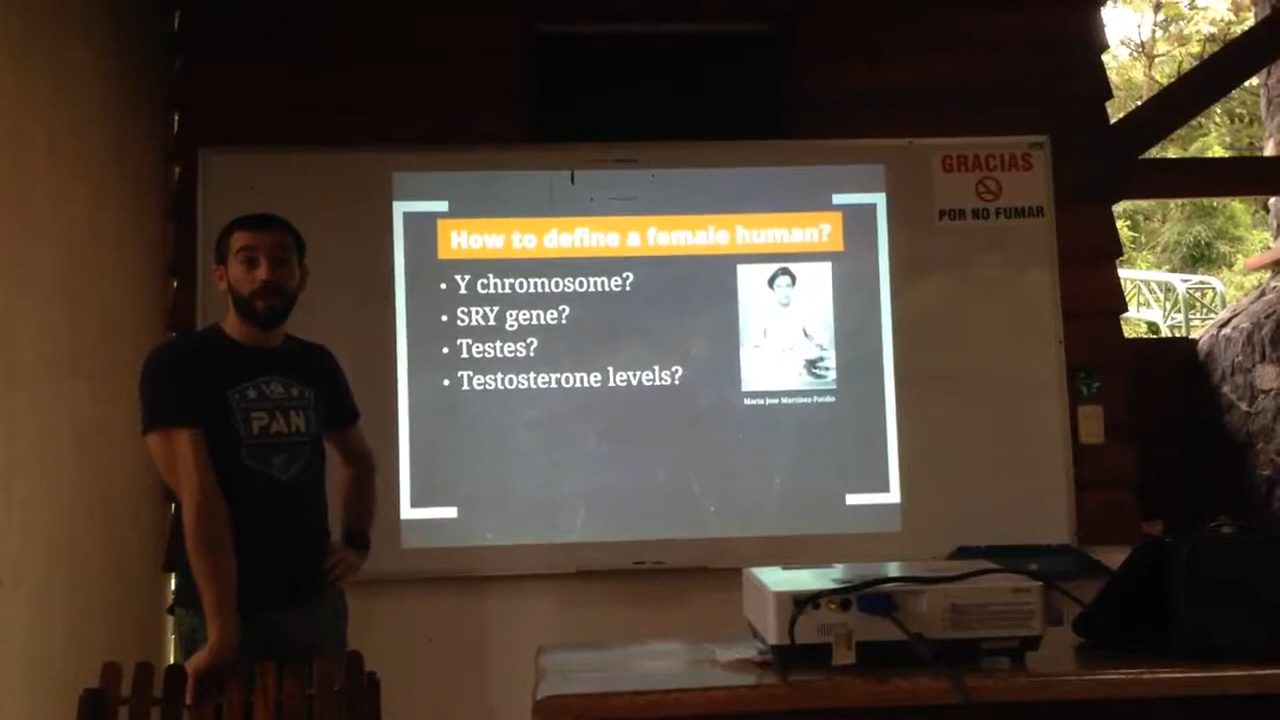 GRACIAS
POR NO FUMAR
How to define a female human?
• Y chromosome?
• SRY gene?
• Testes?
• Testosterone levels?
Maria Jose Martinez-Patiño
PAN